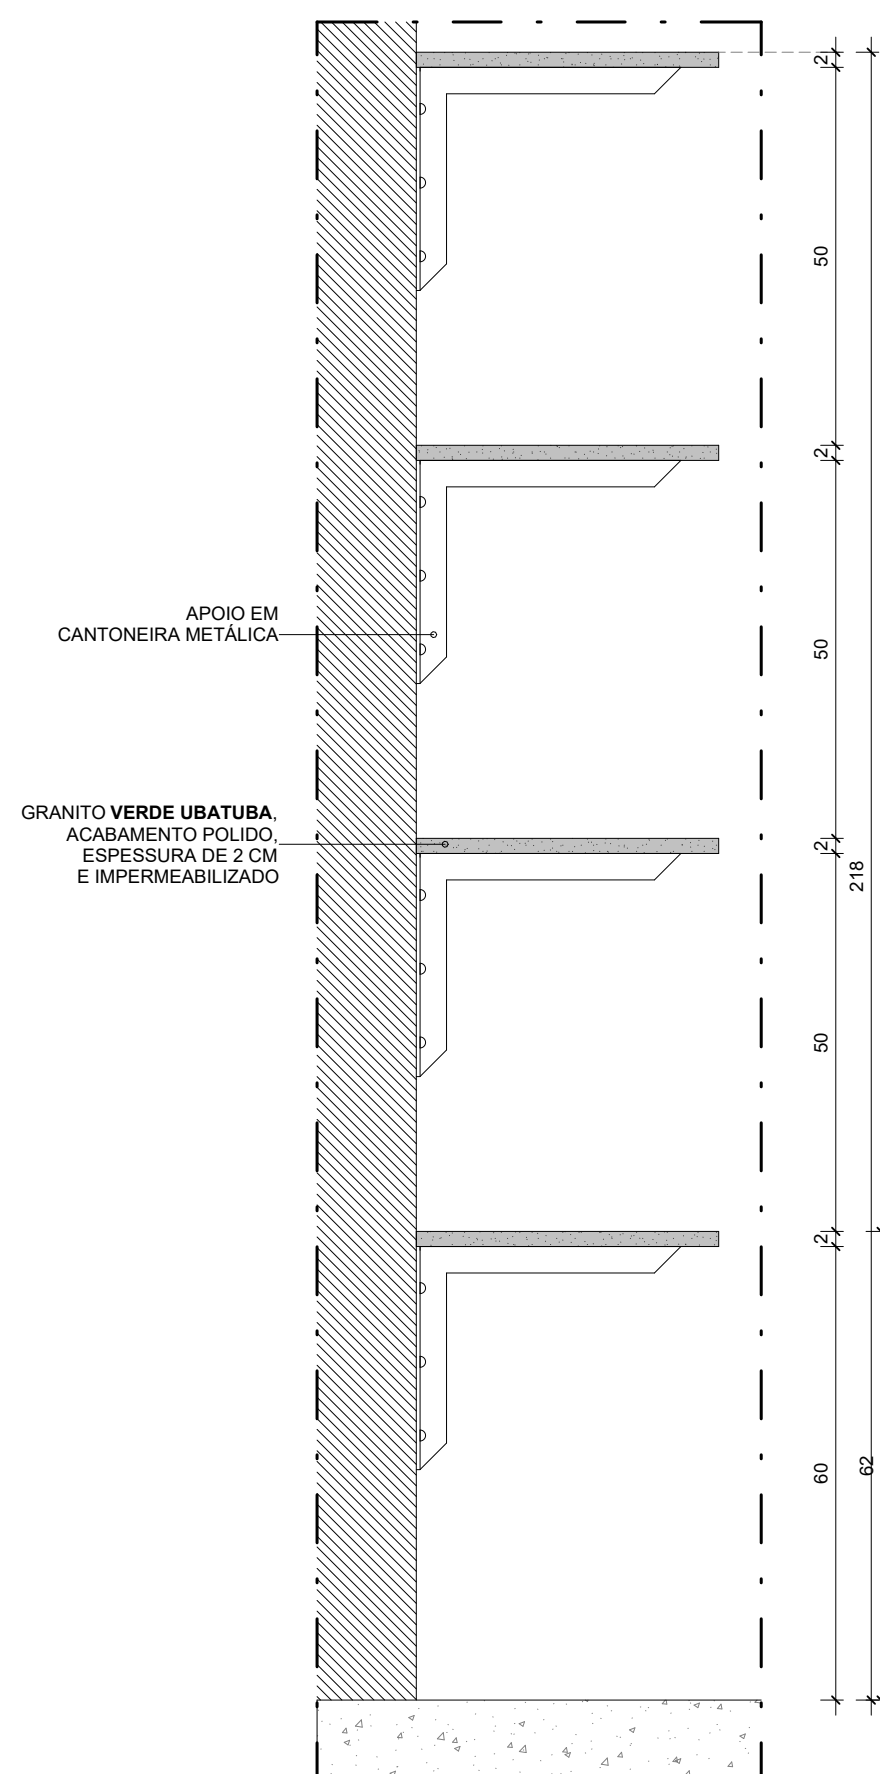 2
50
2
50
APOIO EM
CANTONEIRA METÁLICA
GRANITO VERDE UBATUBA,
ACABAMENTO POLIDO,
ESPESSURA DE 2 CM
E IMPERMEABILIZADO
2
218
50
2
60
62